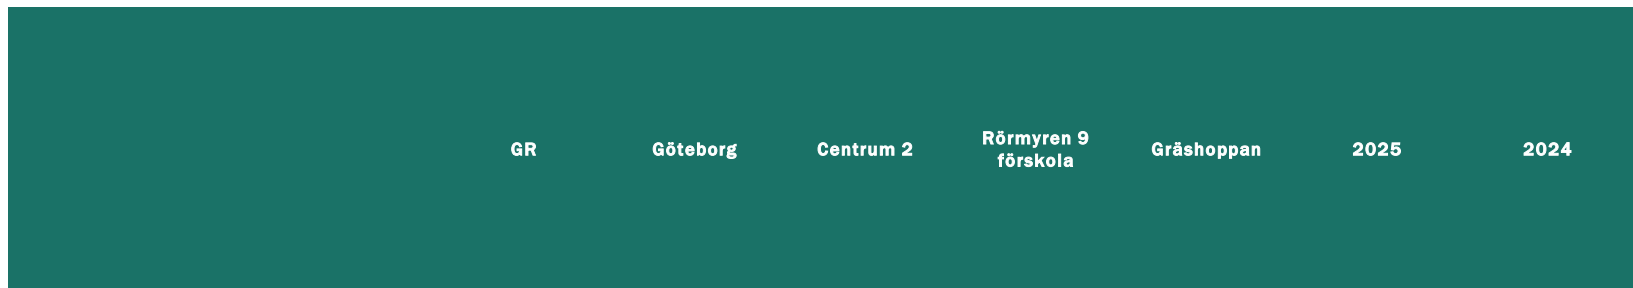 GR
Göteborg
Centrum 2
Rörmyren 9
förskola
Gräshoppan
2025
2024